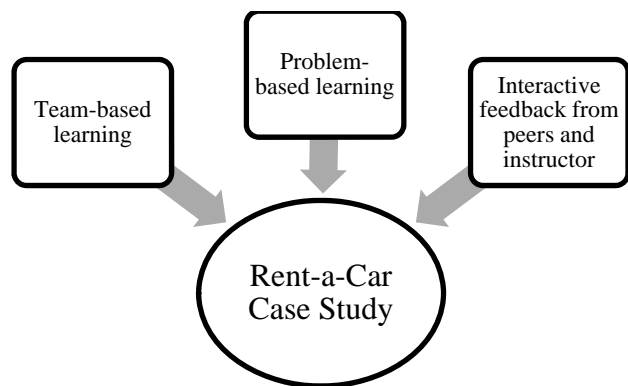 Team-based
learning
Problem-
based learning
Interactive
feedback from
peers and
instructor
Rent-a-Car
Case Study